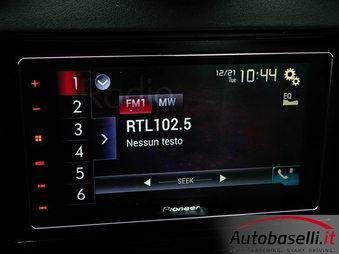 Radio
12/21
Tue
10:44
1
2
3
4
5
6
FM1
MW
EQ
RTL102.5
Nessun testo
SEEK
Pioneer
Autobaselli.it